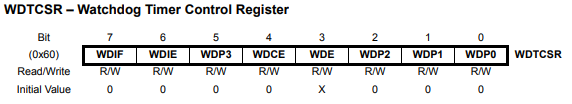 WDTCSR – Watchdog Timer Control Register
Bit 7 6 5 4 3 2 1 0
(0x60) WDIF WDIE WDP3 WDCE WDE WDP2 WDP1 WDP0 WDTCSR
Read/Write R/W R/W R/W R/W R/W R/W R/W R/W
Initial Value 0 0 0 0 X 0 0 0